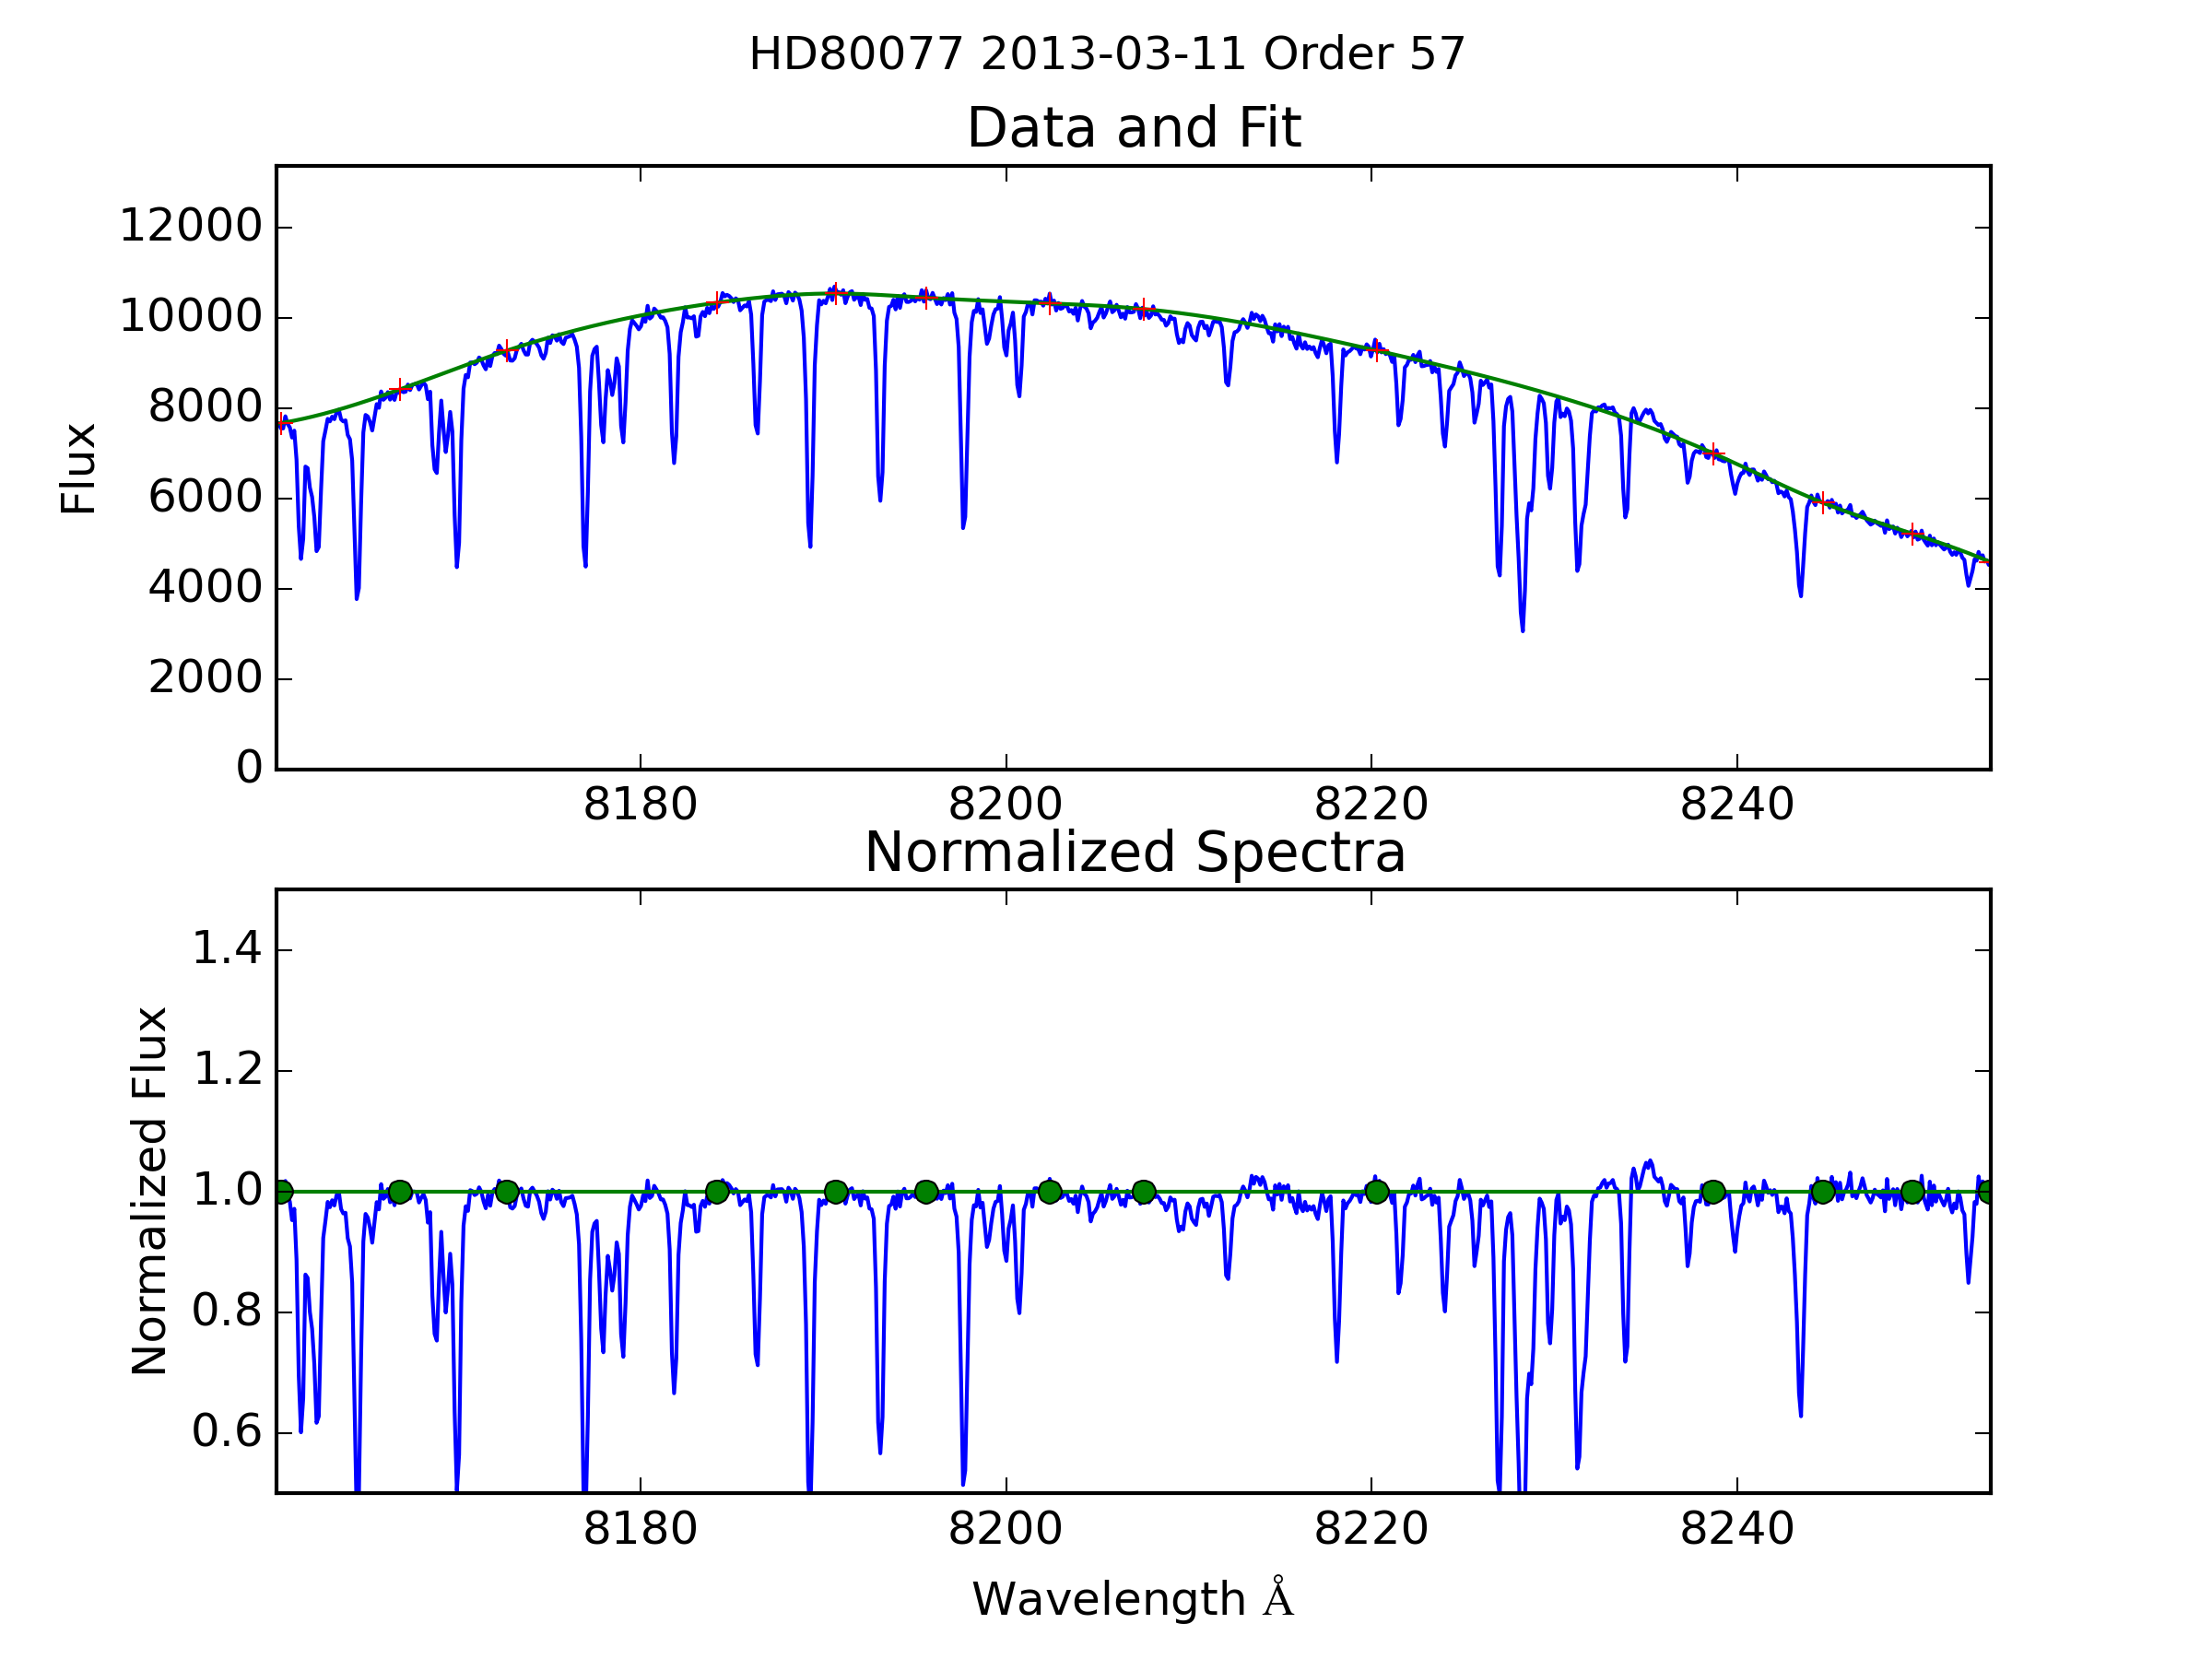 HD80077 2013-03-11 Order 57
Data and Fit
12000
10000
8000
6000
4000
2000
0
Flux
8180 8200 8220 8240
Normalized Spectra
1.4
1.2
1.0
0.8
0.6
Normalized Flux
8180 8200 8220 8240
Wavelength Å